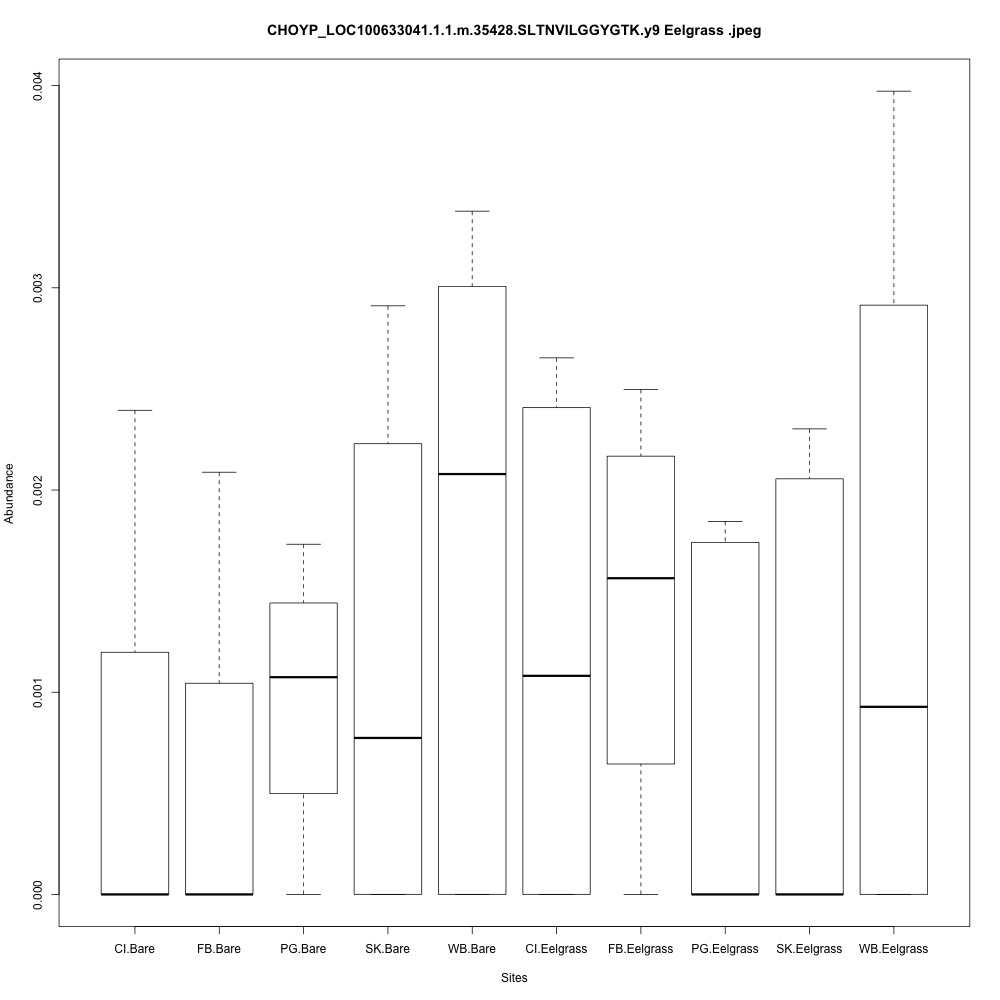 CHOYP_LOC100633041.1.1.m.35428.SLTNVILGGYGTK.y9 Eelgrass .jpeg
Abundance
0.004
0.003
0.002
0.001
0.000
CI.Bare FB.Bare PG.Bare SK.Bare WB.Bare CI.Eelgrass FB.Eelgrass PG.Eelgrass SK.Eelgrass WB.Eelgrass
Sites